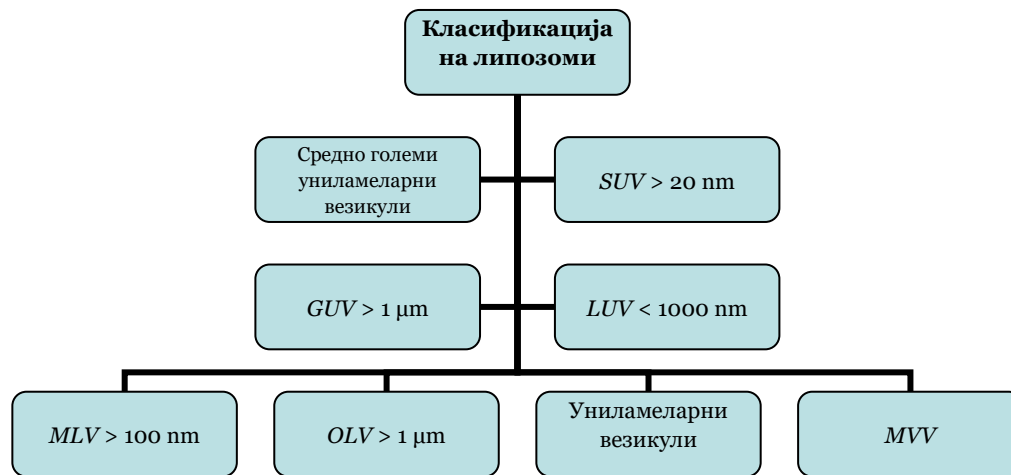 Класификација
на липозоми
Средно големи
униламеларни
везикули
SUV > 20 nm
GUV > 1 µm
LUV < 1000 nm
MLV > 100 nm
OLV > 1 µm
Униламеларни
везикули
MVV